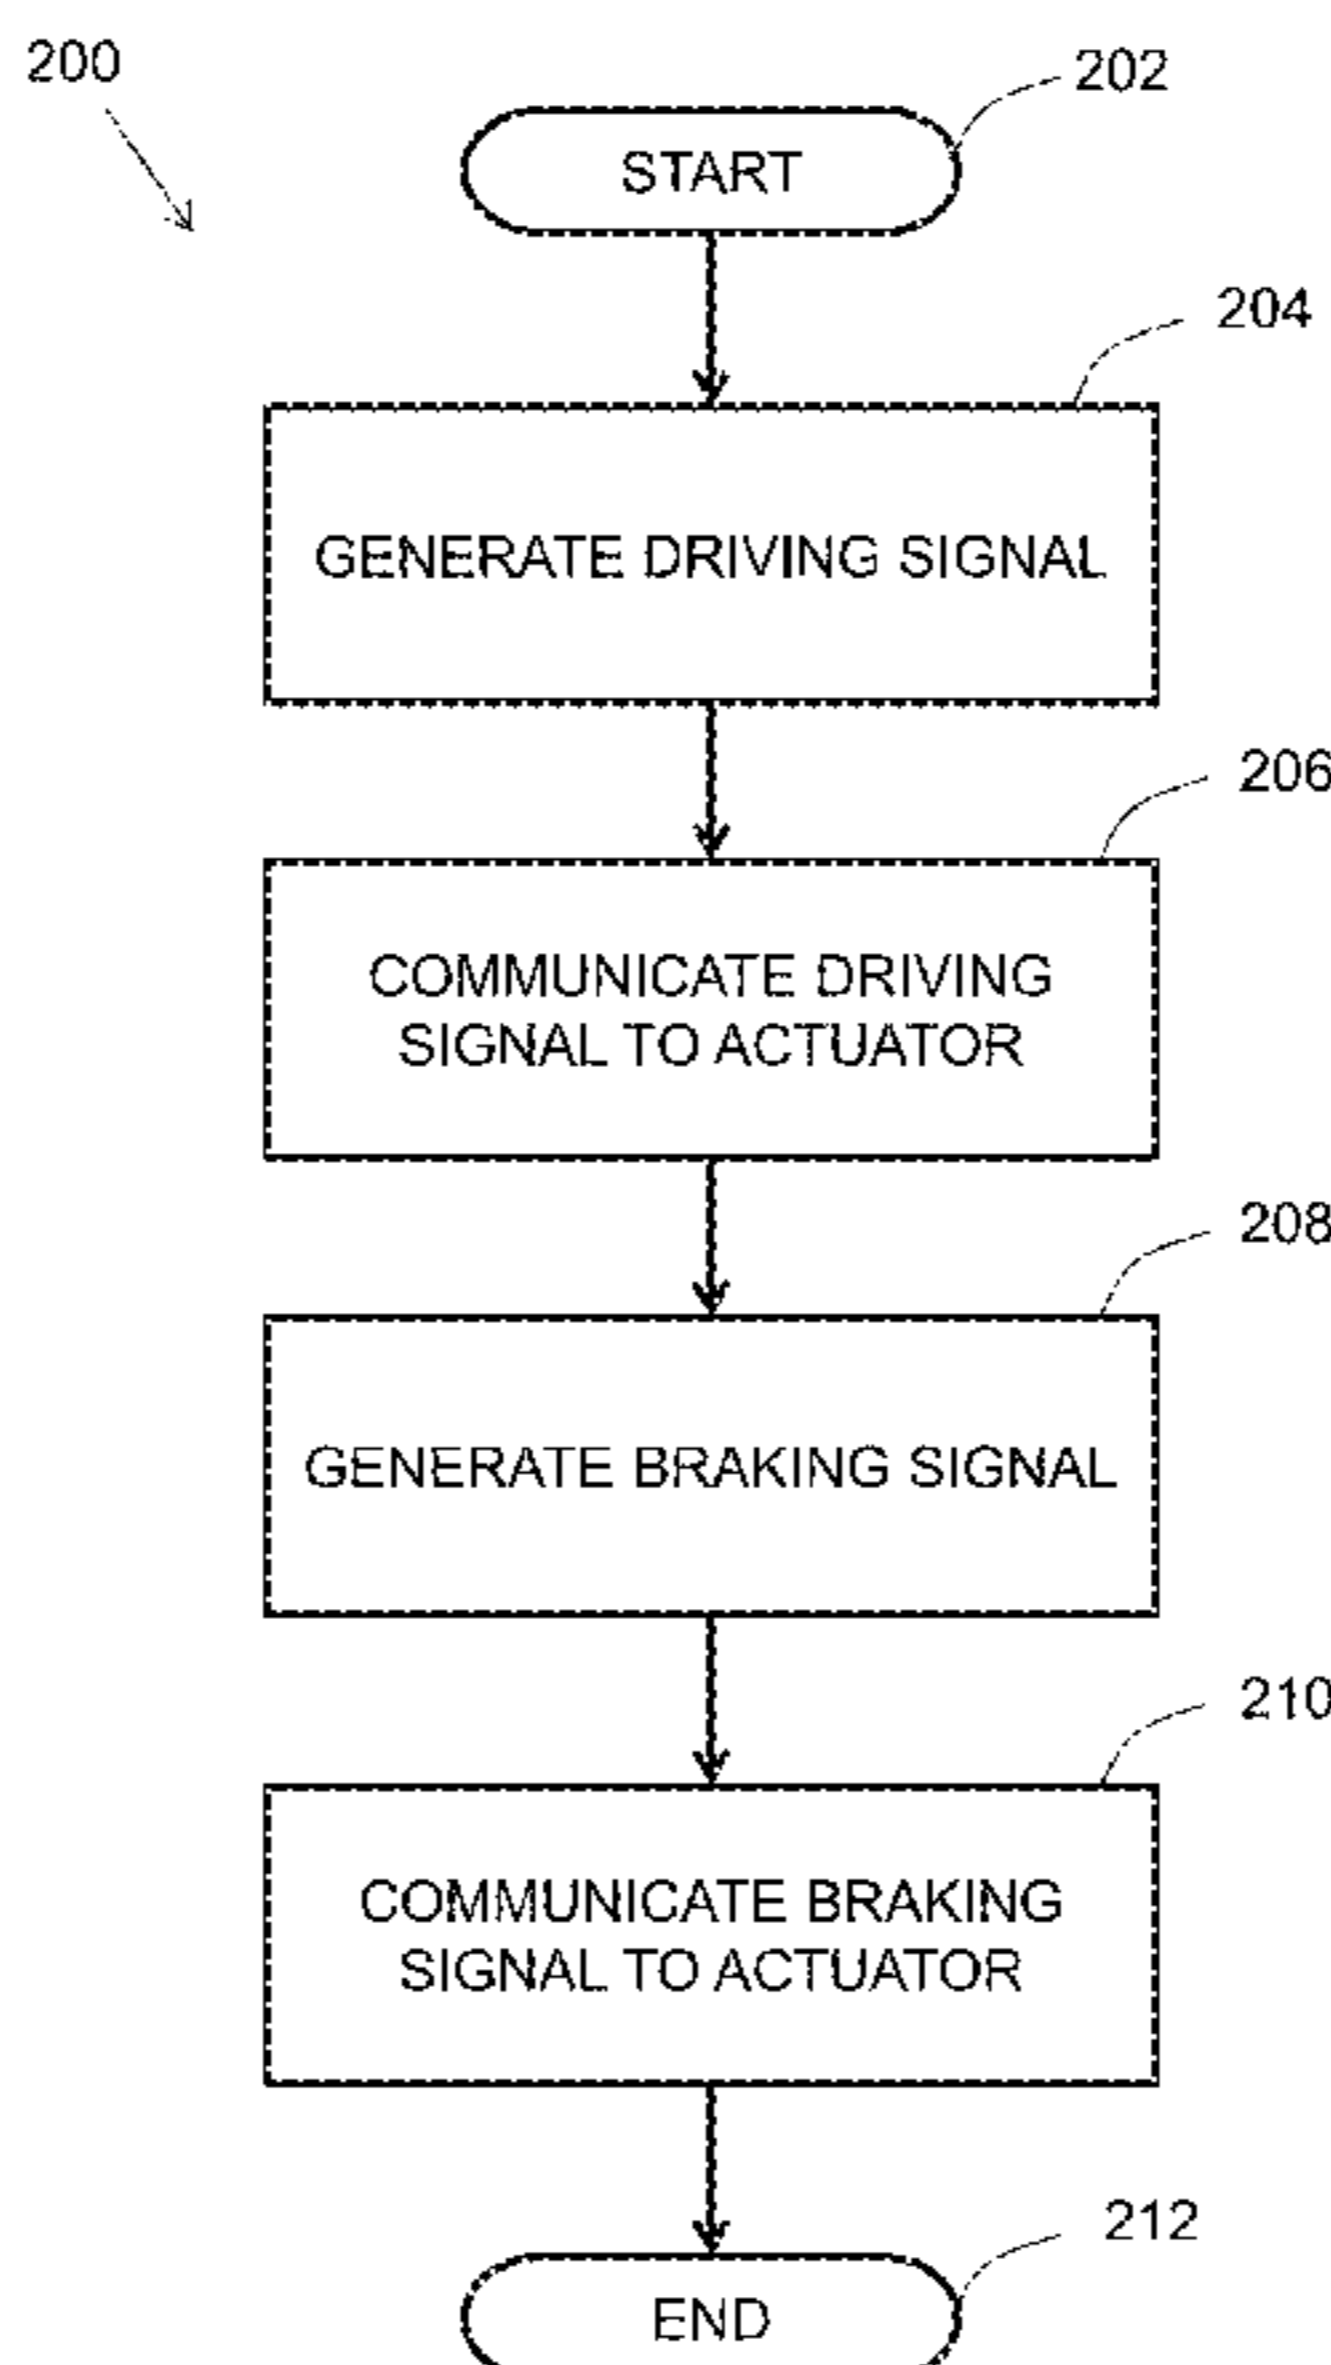 200
202
START
204
GENERATE DRIVING SIGNAL
206
COMMUNICATE DRIVING
SIGNAL TO ACTUATOR
208
GENERATE BRAKING SIGNAL
210
COMMUNICATE BRAKING
SIGNAL TO ACTUATOR
212
END